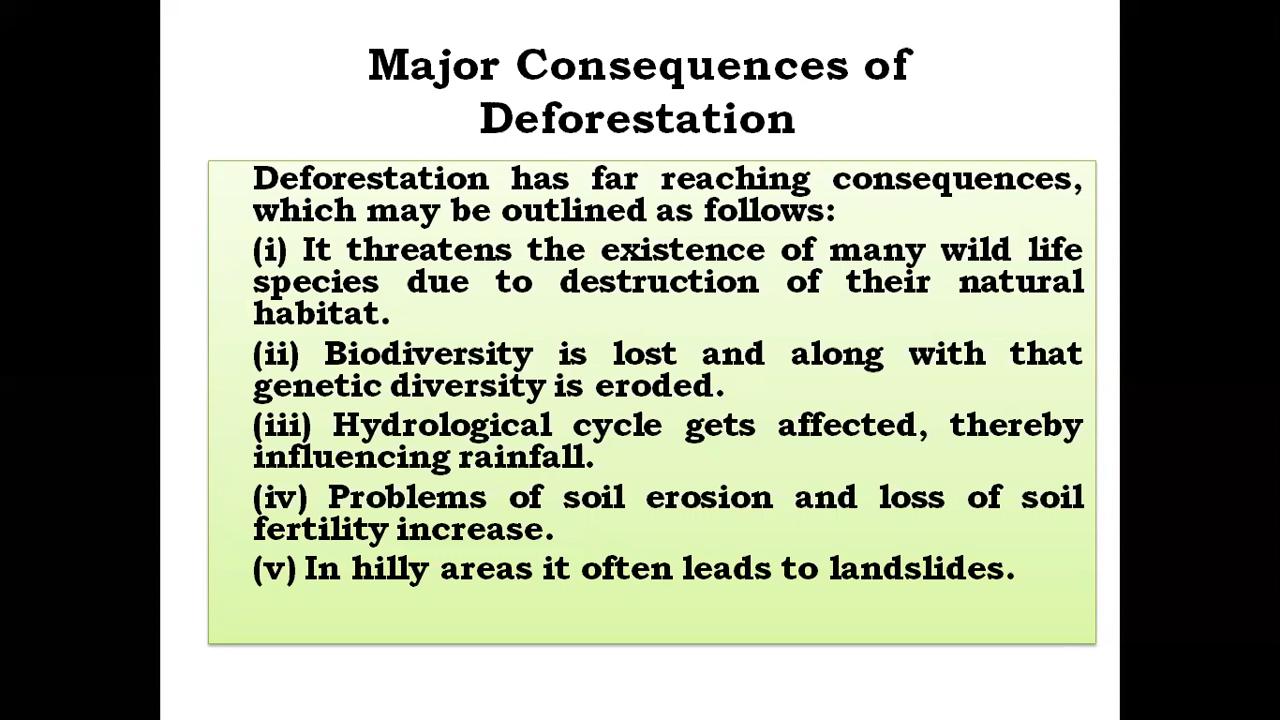 Major Consequences of
Deforestation
Deforestation has far reaching consequences,
which may be outlined as follows:
(i) It threatens the existence of many wild life
species due to destruction of their natural
habitat.
(ii) Biodiversity is lost and along with that
genetic diversity is eroded.
(iii) Hydrological cycle gets affected, thereby
influencing rainfall.
(iv) Problems of soil erosion and loss of soil
fertility increase.
(v) In hilly areas it often leads to landslides.